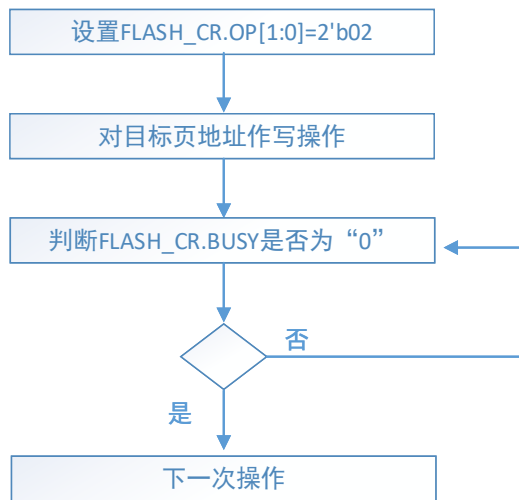 设置FLASH_CR.OP[1:0]=2'b02
对目标页地址作写操作
判断FLASH_CR.BUSY是否为“0”
否
是
下一次操作